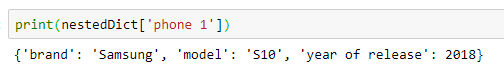 print(nestedDict['phone 1'])
{'brand': 'Samsung', 'model': 'S10', 'year of release': 2018}